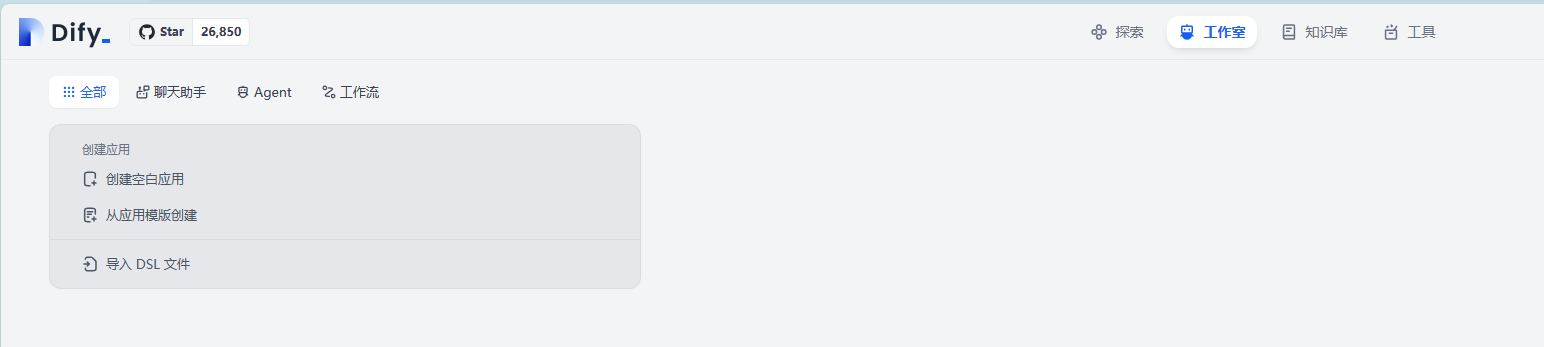 Dify_ Star 26,850 探索 工作室 知识库 工具
全部 聊天助手 Agent 工作流
创建应用
创建空白应用
从应用模版创建
导入 DSL 文件